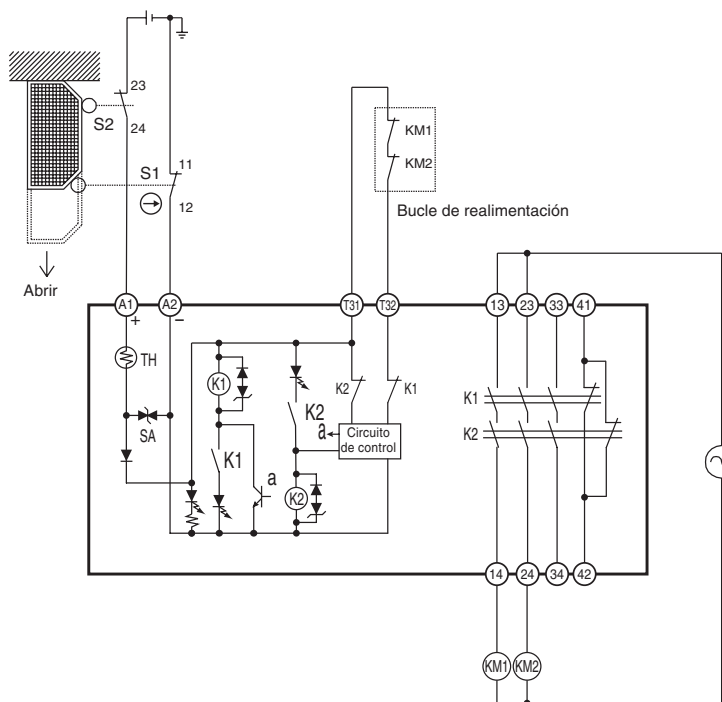 23
S2
24
11
S1
12
Abrir
KM1
KM2
Bucle de realimentación
A1
A2
T31
T32
13
23
33
41
+
−
TH
SA
K1
K1
a
K2
K2
K2
K1
a
Circuito
de control
K1
K2
14
24
34
42
KM1
KM2